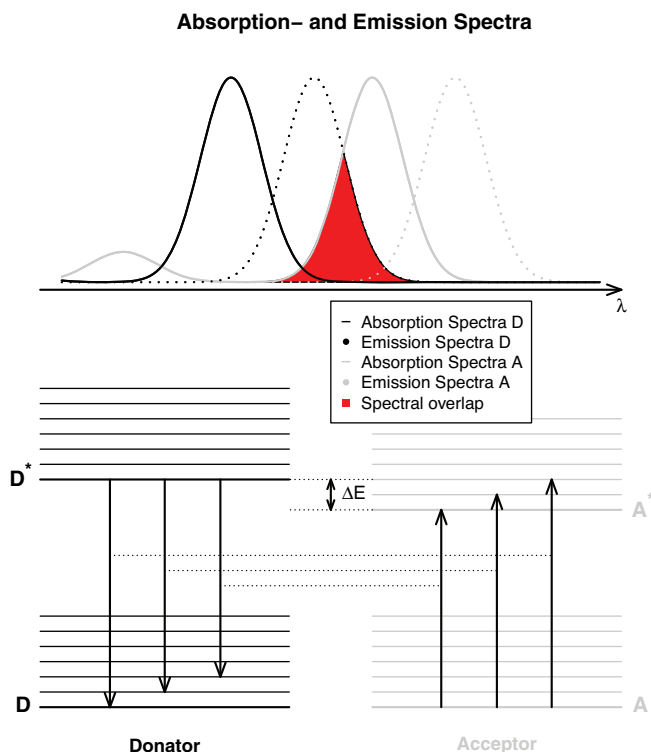 Absorption− and Emission Spectra
λ
Absorption Spectra D
Emission Spectra D
Absorption Spectra A
Emission Spectra A
Spectral overlap
D*
ΔE
A*
D
A
Donator
Acceptor